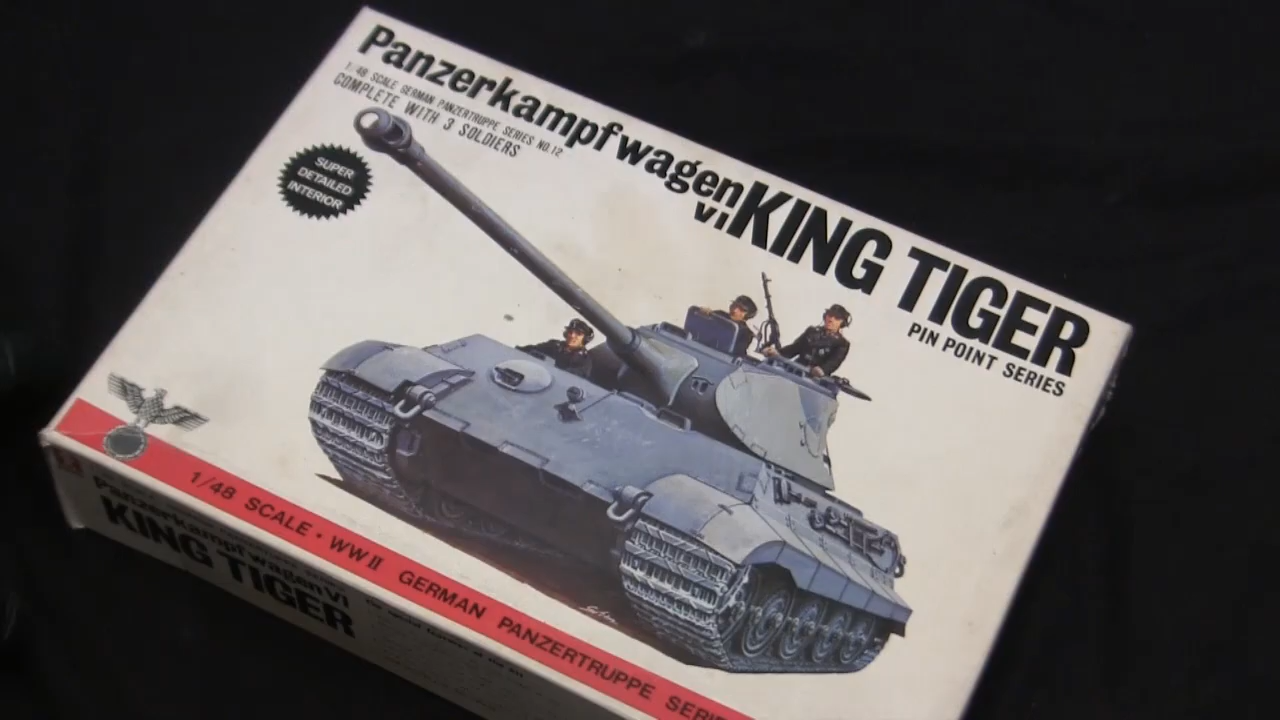 Panzerkampfwagen
VI KING TIGER
1/48 SCALE GERMAN PANZERTRUPPE SERIES NO.12
COMPLETE WITH 3 SOLDIERS
PIN POINT SERIES
SUPER
DETAILED
INTERIOR
1/48 SCALE · WWII GERMAN PANZERTRUPPE SERIE
Panzerkampfwagen VI
KING TIGER